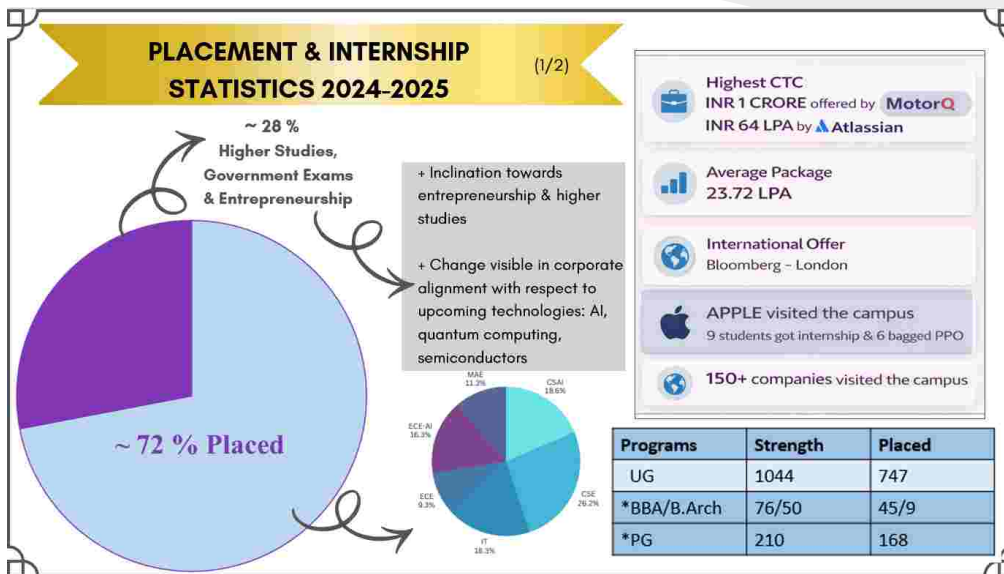 PLACEMENT & INTERNSHIP
STATISTICS 2024-2025
(1/2)
~ 28 %
Higher Studies,
Government Exams
& Entrepreneurship
+ Inclination towards
entrepreneurship & higher
studies
+ Change visible in corporate
alignment with respect to
upcoming technologies: AI,
quantum computing,
semiconductors
~ 72 % Placed
MAE
11.3%
CSAI
18.6%
ECE-AI
16.3%
ECE
9.3%
IT
18.3%
CSE
26.2%
Highest CTC
INR 1 CRORE offered by MotorQ
INR 64 LPA by Atlassian
Average Package
23.72 LPA
International Offer
Bloomberg – London
APPLE visited the campus
9 students got internship & 6 bagged PPO
150+ companies visited the campus
Programs Strength Placed
UG 1044 747
*BBA/B.Arch 76/50 45/9
*PG 210 168